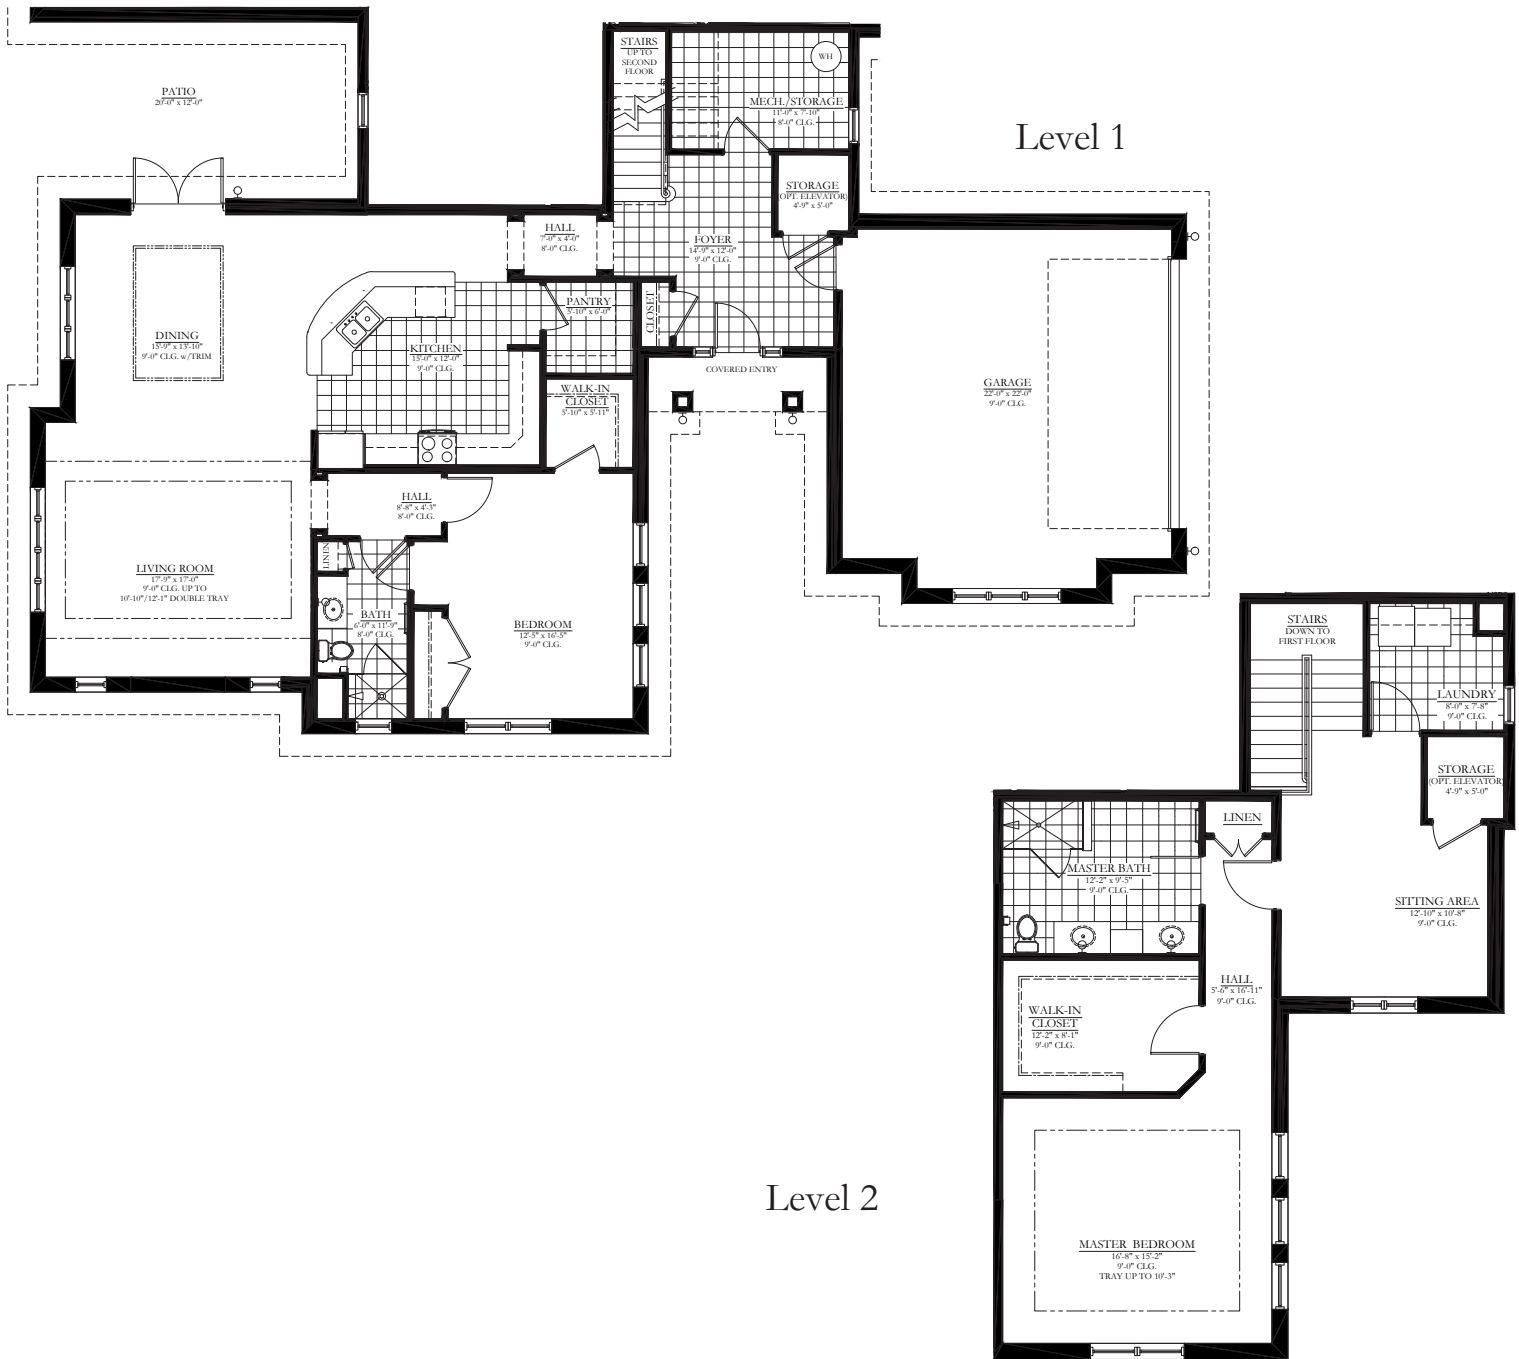 STAIRS
UP TO
SECOND
FLOOR
WH
PATIO
20'-0" x 12'-0"
MECH./STORAGE
11'-0" x 7'-10"
8'-0" CLG.
Level 1
STORAGE
(OPT. ELEVATOR)
4'-9" x 5'-0"
HALL
7'-0" x 4'-0"
8'-0" CLG.
FOYER
14'-9" x 12'-0"
9'-0" CLG.
PANTRY
5'-10" x 6'-0"
CLOSET
DINING
13'-9" x 13'-10"
9'-0" CLG. w/TRIM
KITCHEN
15'-0" x 12'-0"
9'-0" CLG.
COVERED ENTRY
WALK-IN
CLOSET
5'-10" x 5'-11"
GARAGE
22'-0" x 22'-0"
9'-0" CLG.
HALL
8'-8" x 4'-3"
8'-0" CLG.
LINEN
LIVING ROOM
17'-9" x 17'-0"
9'-0" CLG. UP TO
10'-10"/12'-1" DOUBLE TRAY
BATH
6'-0" x 11'-9"
8'-0" CLG.
BEDROOM
12'-5" x 16'-5"
9'-0" CLG.
STAIRS
DOWN TO
FIRST FLOOR
LAUNDRY
8'-0" x 7'-8"
9'-0" CLG.
STORAGE
(OPT. ELEVATOR)
4'-9" x 5'-0"
LINEN
MASTER BATH
12'-2" x 9'-5"
9'-0" CLG.
SITTING AREA
12'-10" x 10'-8"
9'-0" CLG.
HALL
5'-6" x 16'-11"
9'-0" CLG.
WALK-IN
CLOSET
12'-2" x 8'-1"
9'-0" CLG.
Level 2
MASTER BEDROOM
16'-8" x 15'-2"
9'-0" CLG.
TRAY UP TO 10'-3"